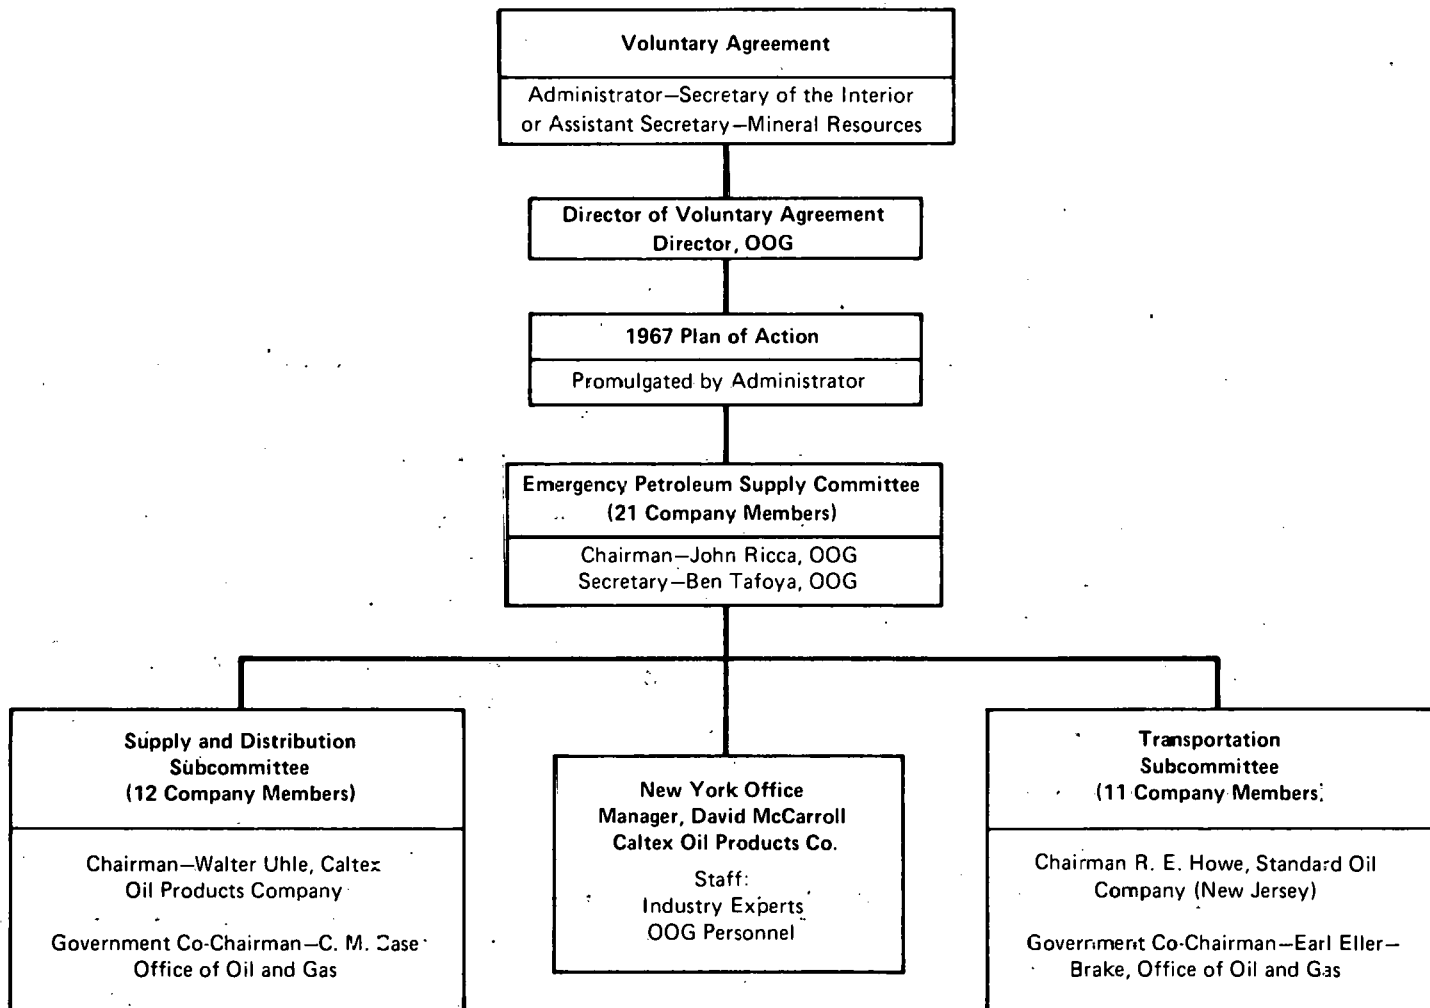 Voluntary Agreement
Administrator—Secretary of the Interior
or Assistant Secretary—Mineral Resources
Director of Voluntary Agreement
Director, OOG
1967 Plan of Action
Promulgated by Administrator
Emergency Petroleum Supply Committee
(21 Company Members)
Chairman—John Ricca, OOG
Secretary—Ben Tafoya, OOG
Supply and Distribution
Subcommittee
(12 Company Members)
Chairman—Walter Uhle, Caltex
Oil Products Company
Government Co-Chairman—C. M. Case
Office of Oil and Gas
New York Office
Manager, David McCarroll
Caltex Oil Products Co.
Staff:
Industry Experts
OOG Personnel
Transportation
Subcommittee
(11 Company Members)
Chairman R. E. Howe, Standard Oil
Company (New Jersey)
Government Co-Chairman—Earl Eller—
Brake, Office of Oil and Gas